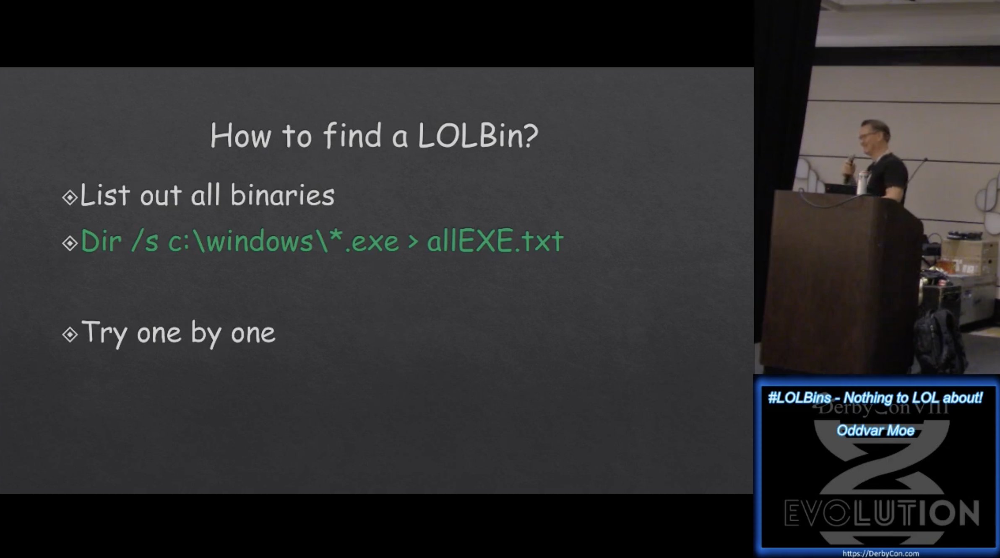 How to find a LOLBin?
List out all binaries
Dir /s c:\windows\*.exe > allEXE.txt
Try one by one
#LOLBins - Nothing to LOL about!
DerbyCon VIII
Oddvar Moe
EVOLUTION
https://DerbyCon.com